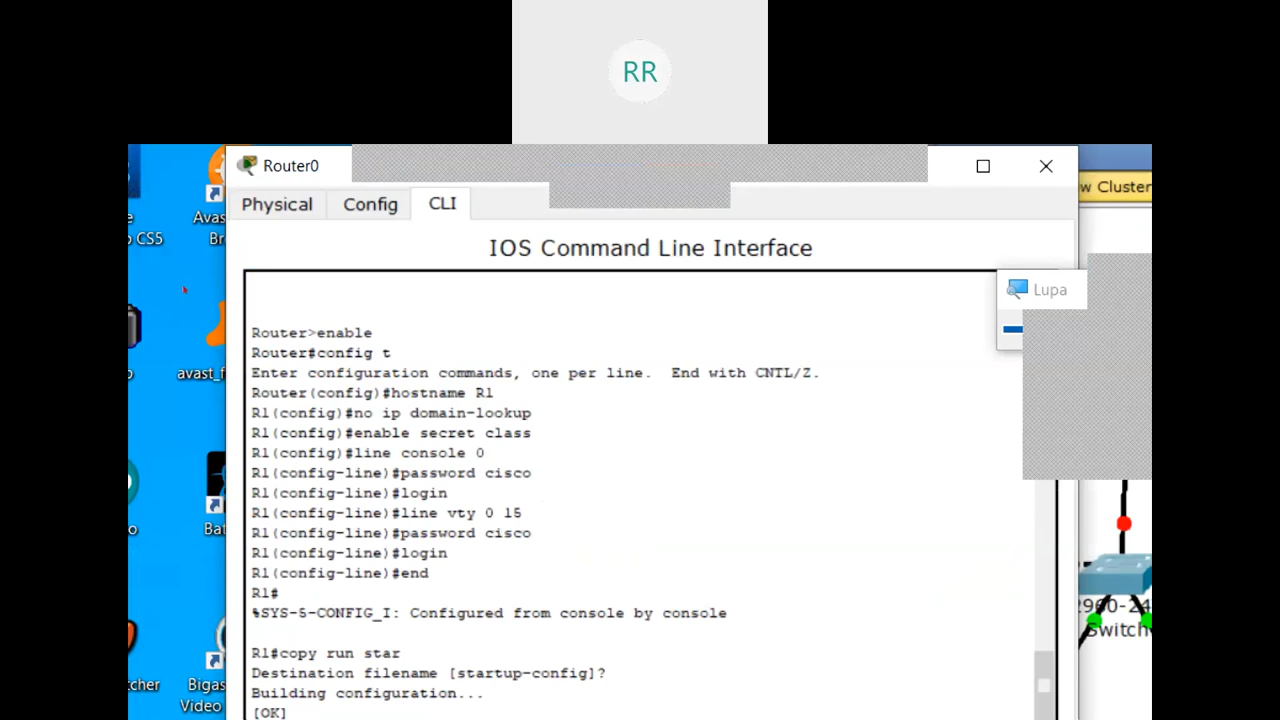 RR
Router0
Physical
Config
CLI
w Cluster
CS5
Avas
Br
IOS Command Line Interface
Lupa
Router>enable
Router#config t
Enter configuration commands, one per line.  End with CNTL/Z.
Router(config)#hostname R1
R1(config)#no ip domain-lookup
R1(config)#enable secret class
R1(config)#line console 0
R1(config-line)#password cisco
R1(config-line)#login
R1(config-line)#line vty 0 15
R1(config-line)#password cisco
R1(config-line)#login
R1(config-line)#end
R1#
%SYS-5-CONFIG_I: Configured from console by console
R1#copy run star
Destination filename [startup-config]?
Building configuration...
[OK]
avast_f
Bat
tcher
Bigas
Video
2960-24
Switch